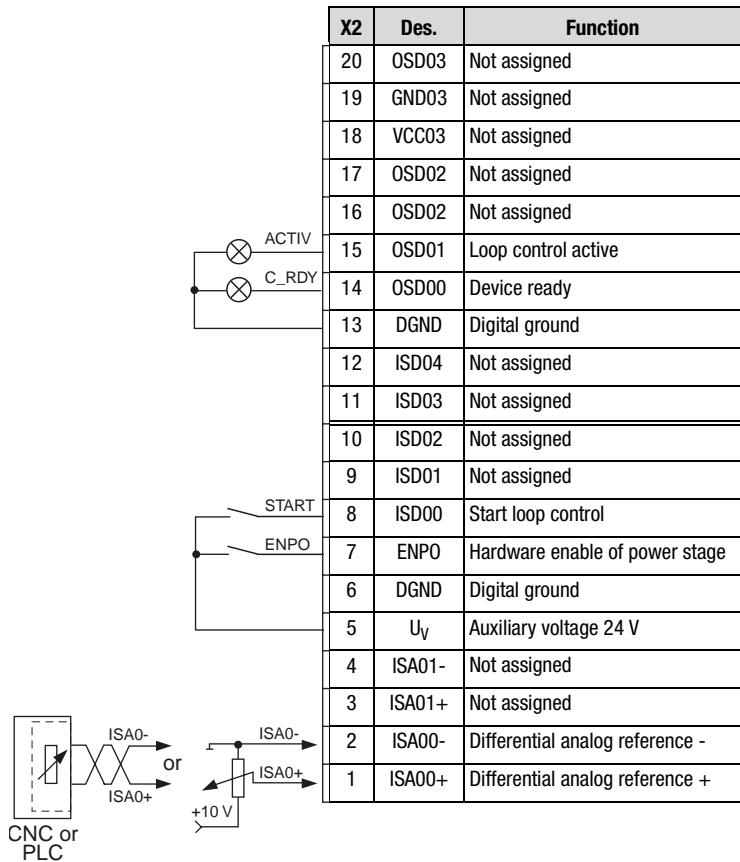 X2 Des. Function
20 OSD03 Not assigned
19 GND03 Not assigned
18 VCC03 Not assigned
17 OSD02 Not assigned
16 OSD02 Not assigned
ACTIV
15 OSD01 Loop control active
C_RDY
14 OSD00 Device ready
13 DGND Digital ground
12 ISD04 Not assigned
11 ISD03 Not assigned
10 ISD02 Not assigned
9 ISD01 Not assigned
START
8 ISD00 Start loop control
ENPO
7 ENPO Hardware enable of power stage
6 DGND Digital ground
5 UV Auxiliary voltage 24 V
4 ISA01- Not assigned
3 ISA01+ Not assigned
ISA0- or ISA0-
2 ISA00- Differential analog reference -
ISA0+ ISA0+
1 ISA00+ Differential analog reference +
+10 V
CNC or
PLC